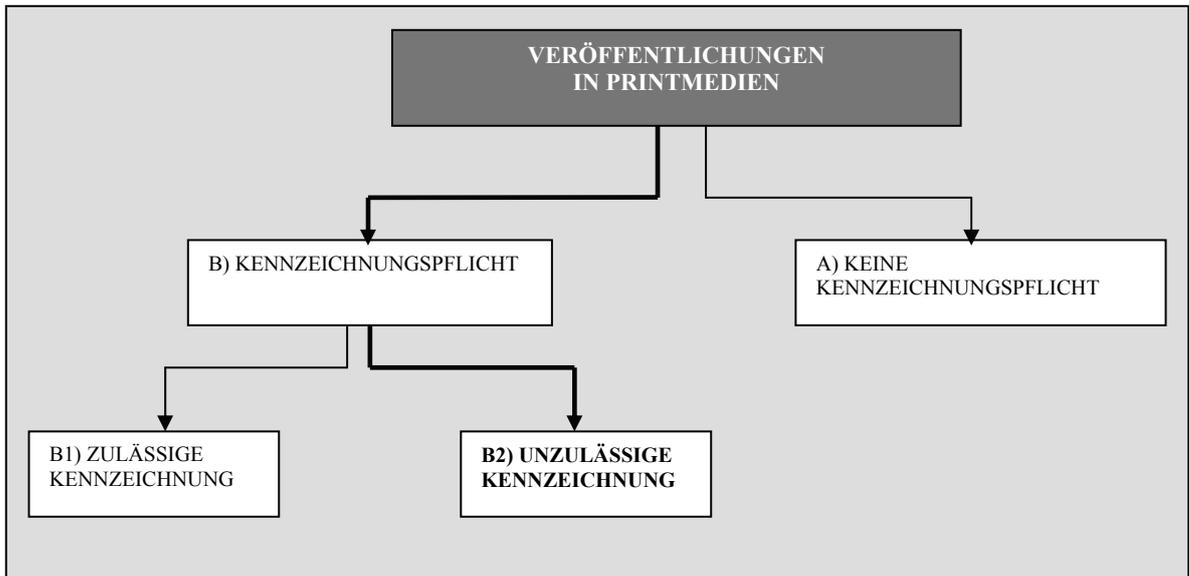 VERÖFFENTLICHUNGEN
IN PRINTMEDIEN
B) KENNZEICHNUNGSPFLICHT
A) KEINE
KENNZEICHNUNGSPFLICHT
B1) ZULÄSSIGE
KENNZEICHNUNG
B2) UNZULÄSSIGE
KENNZEICHNUNG